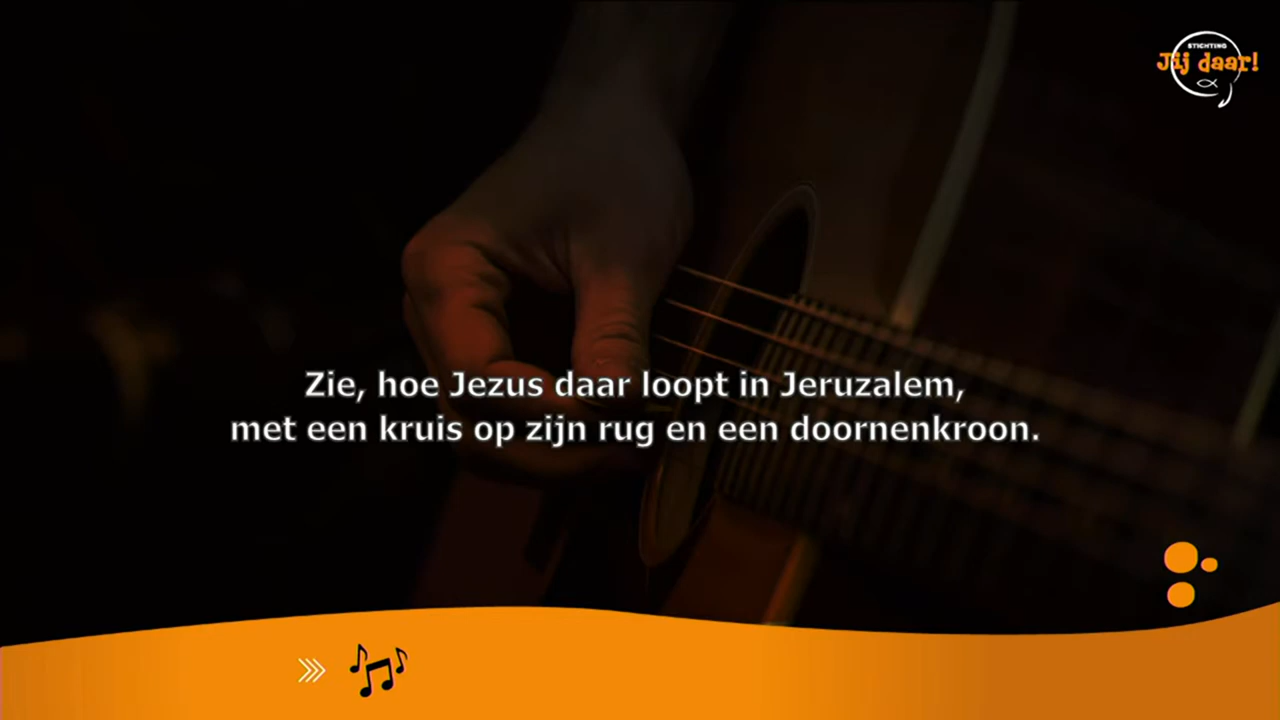 STICHTING
Jij daar!
Zie, hoe Jezus daar loopt in Jeruzalem,
met een kruis op zijn rug en een doornenkroon.